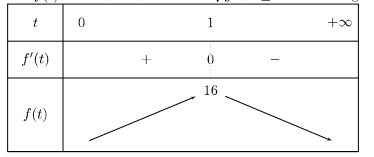 t 0 1 +∞
f′(t) + 0 −
16
f(t)